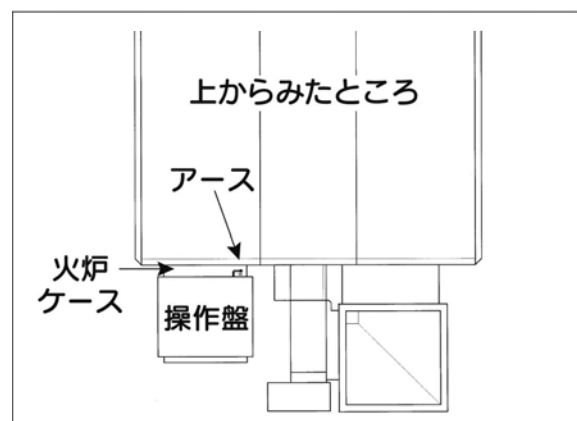 上からみたところ
アース
火炉
ケース
操作盤